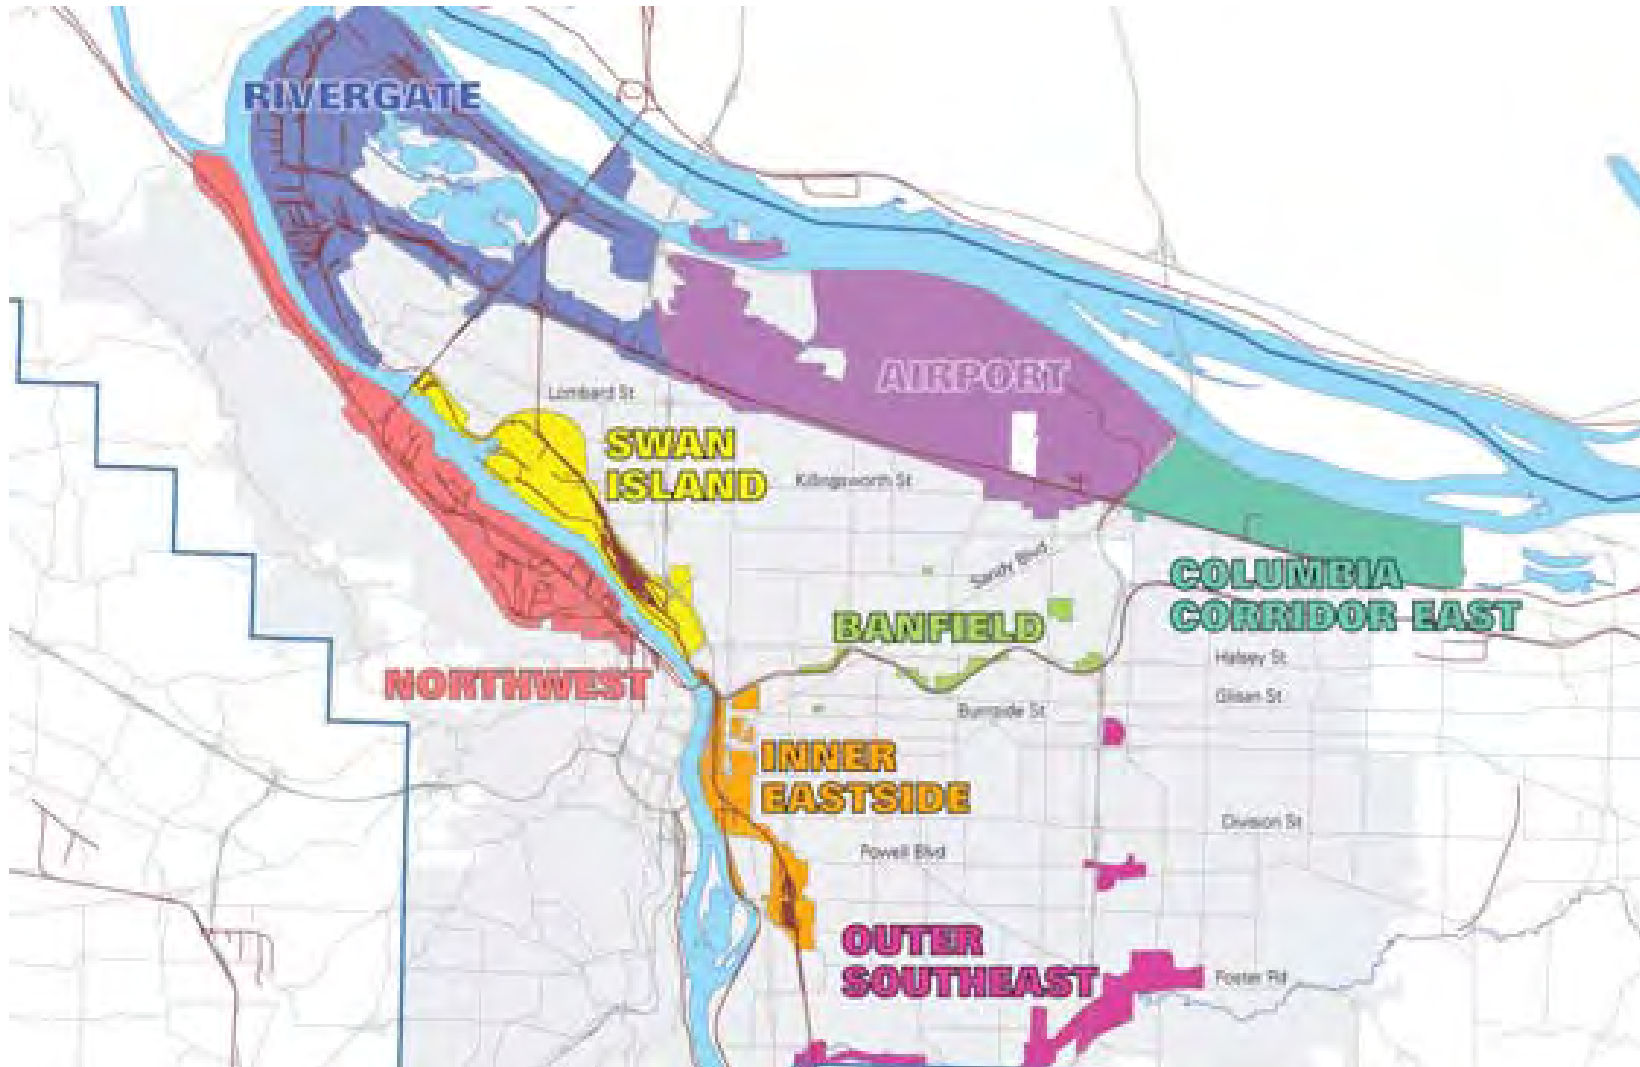 RIVERGATE
AIRPORT
Lombard St
SWAN
ISLAND
Killingsworth St
Sandy Blvd
COLUMBIA
CORRIDOR EAST
BANFIELD
Halsey St
NORTHWEST
Glisan St
Burnside St
INNER
EASTSIDE
Division St
Powell Blvd
OUTER
SOUTHEAST
Foster Rd